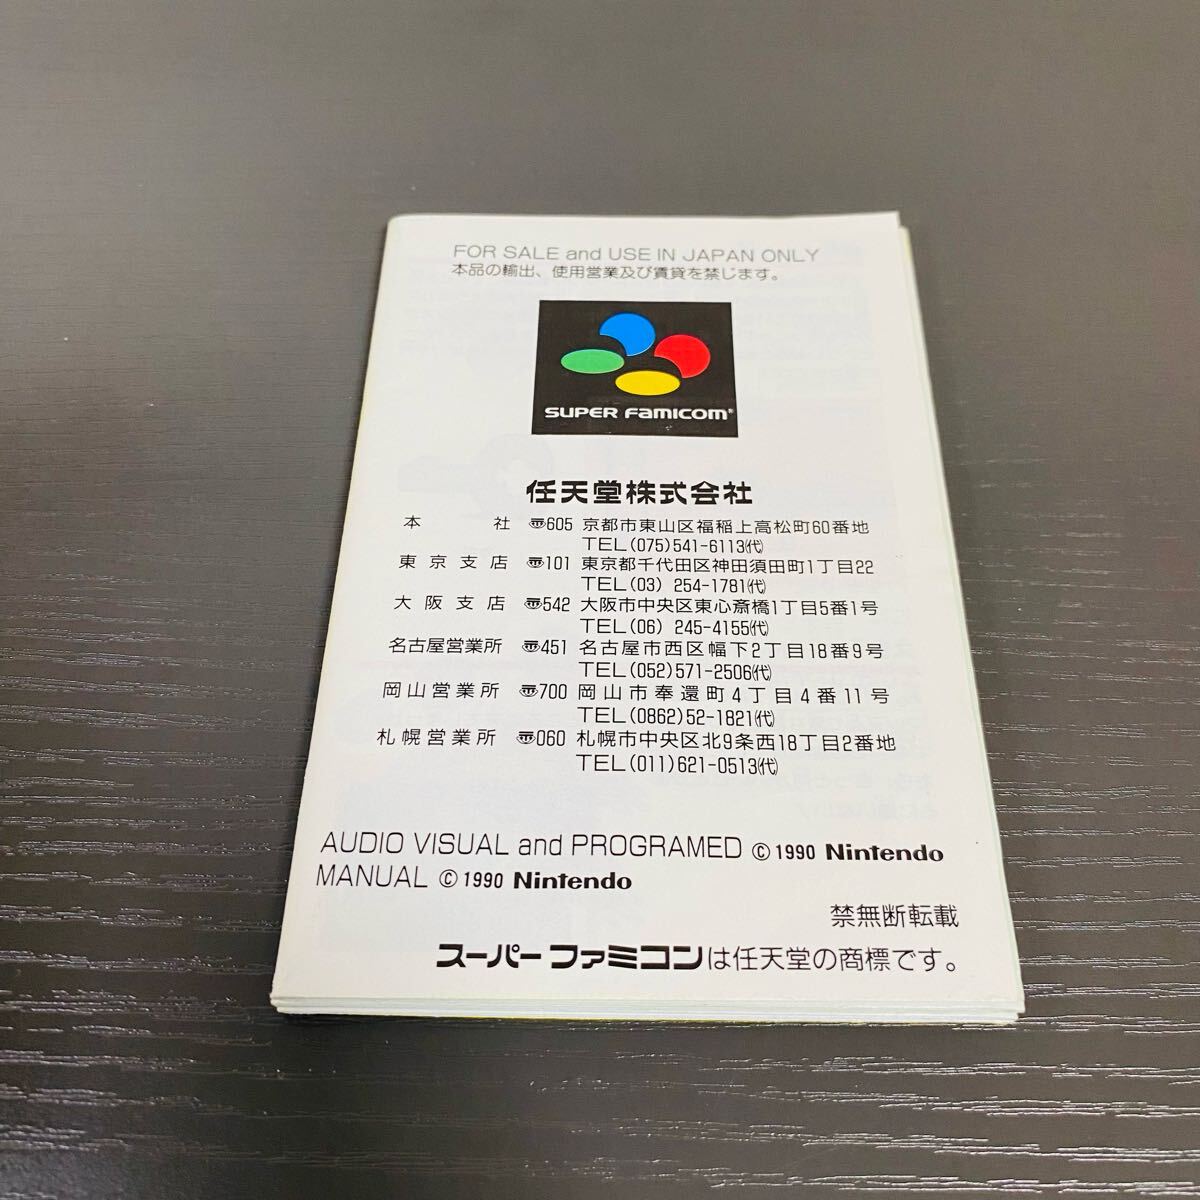 FOR SALE and USE IN JAPAN ONLY
本品の輸出、使用営業及び賃貸を禁じます。
SUPER FAMICOM®
任天堂株式会社
本社 〠605 京都市東山区福稲上高松町60番地
TEL(075)541-6113㈹
東京支店 〠101 東京都千代田区神田須田町1丁目22
TEL(03) 254-1781㈹
大阪支店 〠542 大阪市中央区東心斎橋1丁目5番1号
TEL(06) 245-4155㈹
名古屋営業所 〠451 名古屋市西区幅下2丁目18番9号
TEL(052)571-2506㈹
岡山営業所 〠700 岡山市奉還町4丁目4番11号
TEL(0862)52-1821㈹
札幌営業所 〠060 札幌市中央区北9条西18丁目2番地
TEL(011)621-0513㈹
AUDIO VISUAL and PROGRAMED © 1990 Nintendo
MANUAL © 1990 Nintendo
禁無断転載
スーパーファミコンは任天堂の商標です。